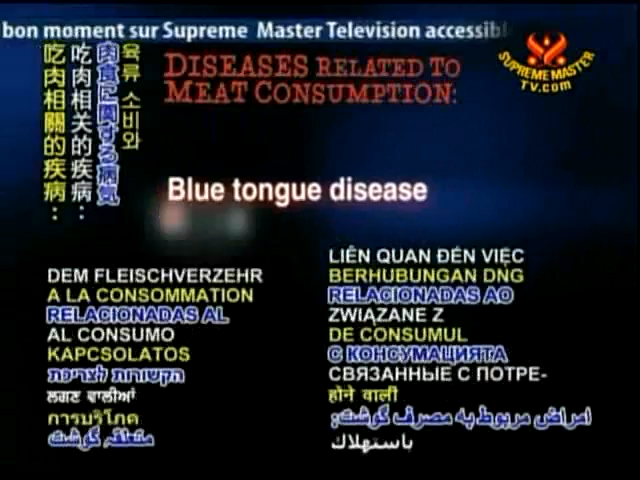 bon moment sur Supreme Master Television accessibl
SUPREME MASTER
TV.com
DISEASES RELATED TO
MEAT CONSUMPTION:
육류 소비와
肉食に関する病気
吃肉相关的疾病:
吃肉相關的疾病:
Blue tongue disease
DEM FLEISCHVERZEHR
A LA CONSOMMATION
RELACIONADAS AL
AL CONSUMO
KAPCSOLATOS
הקשורות לצריכת
ਲਗਣ ਵਾਲੀਆਂ
การบริโภค
متعلقہ گوشت
LIÊN QUAN ĐẾN VIỆC
BERHUBUNGAN DNG
RELACIONADAS AO
ZWIĄZANE Z
DE CONSUMUL
С КОНСУМАЦИЯТА
СВЯЗАННЫЕ С ПОТРЕ-
होने वाली
امراض مربوط به مصرف گوشت:
باستهلاك